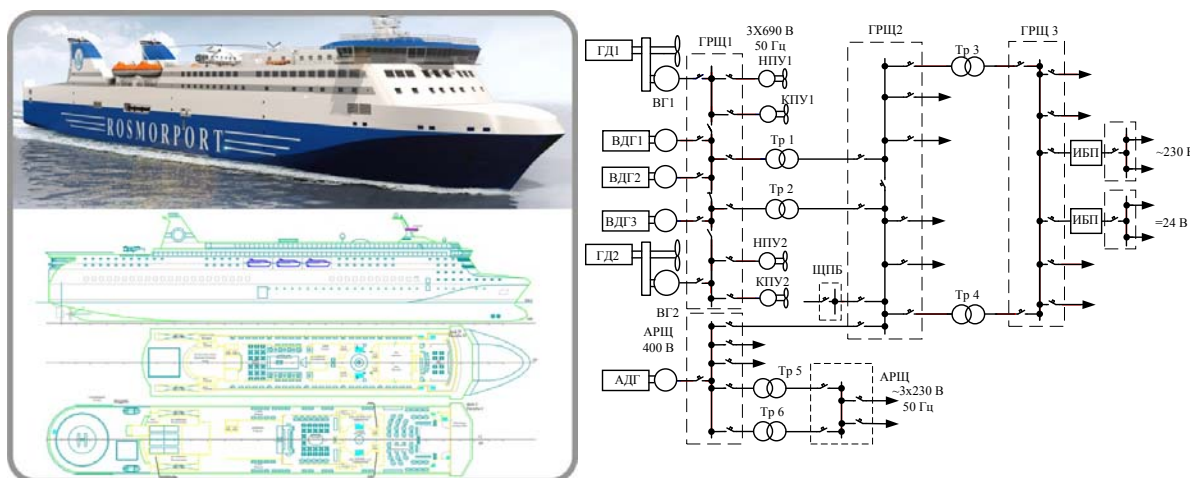 ROSMORPORT
H
ГД1
ВГ1
ВДГ1
ВДГ2
ВДГ3
ГД2
ВГ2
АДГ
ГРЩ1
3Х690 В
50 Гц
НПУ1
КПУ1
Тр 1
Тр 2
НПУ2
КПУ2
ЩПБ
АРЩ
400 В
Тр 5
Тр 6
ГРЩ2
Тр 3
Тр 4
АРЩ
~3х230 В
50 Гц
ГРЩ 3
ИБП
~230 В
ИБП
=24 В